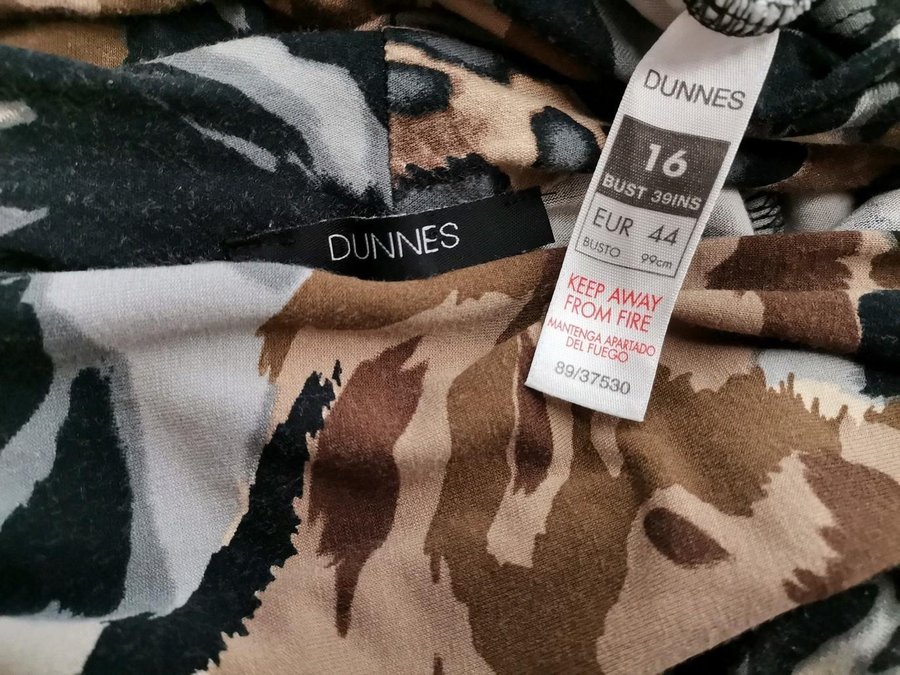 DUNNES
DUNNES
16
BUST 39INS
EUR 44
BUSTO 99cm
KEEP AWAY
FROM FIRE
MANTENGA APARTADO
DEL FUEGO
89/37530